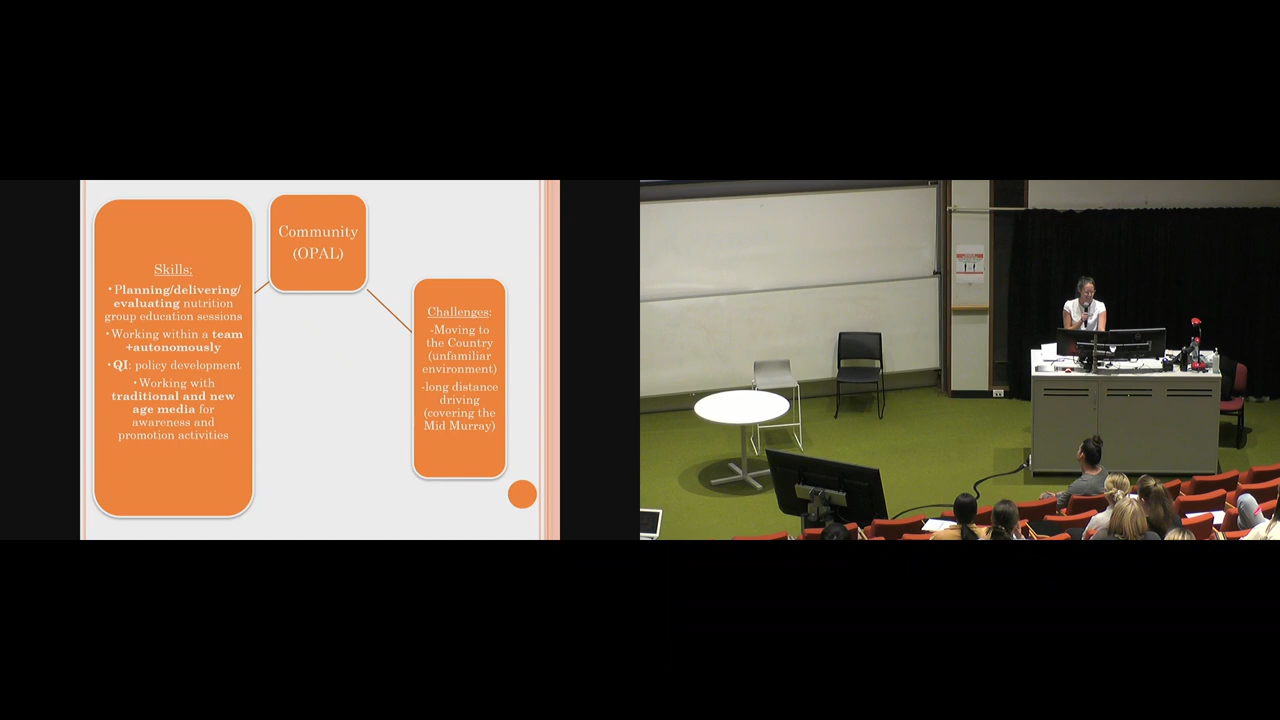 Community
(OPAL)
Skills:
•Planning/delivering/
evaluating nutrition
group education sessions
•Working within a team
+autonomously
•QI: policy development
•Working with
traditional and new
age media for
awareness and
promotion activities
Challenges:
-Moving to
the Country
(unfamiliar
environment)
-long distance
driving
(covering the
Mid Murray)